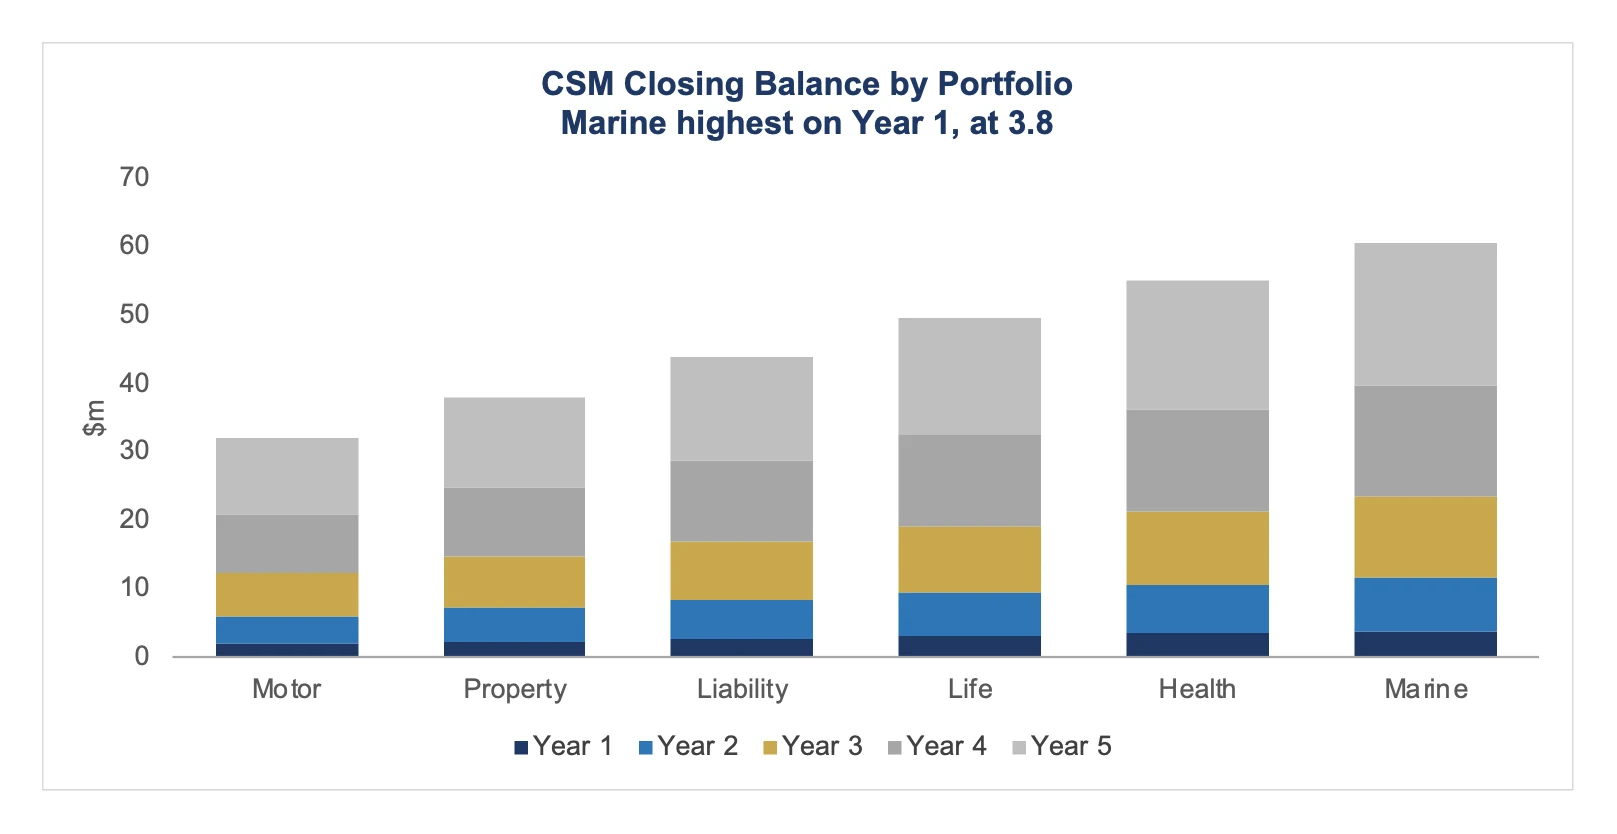 CSM Closing Balance by Portfolio
Marine highest on Year 1, at 3.8
70
60
50
40
30
20
10
0
$m
Motor Property Liability Life Health Marine
Year 1 Year 2 Year 3 Year 4 Year 5